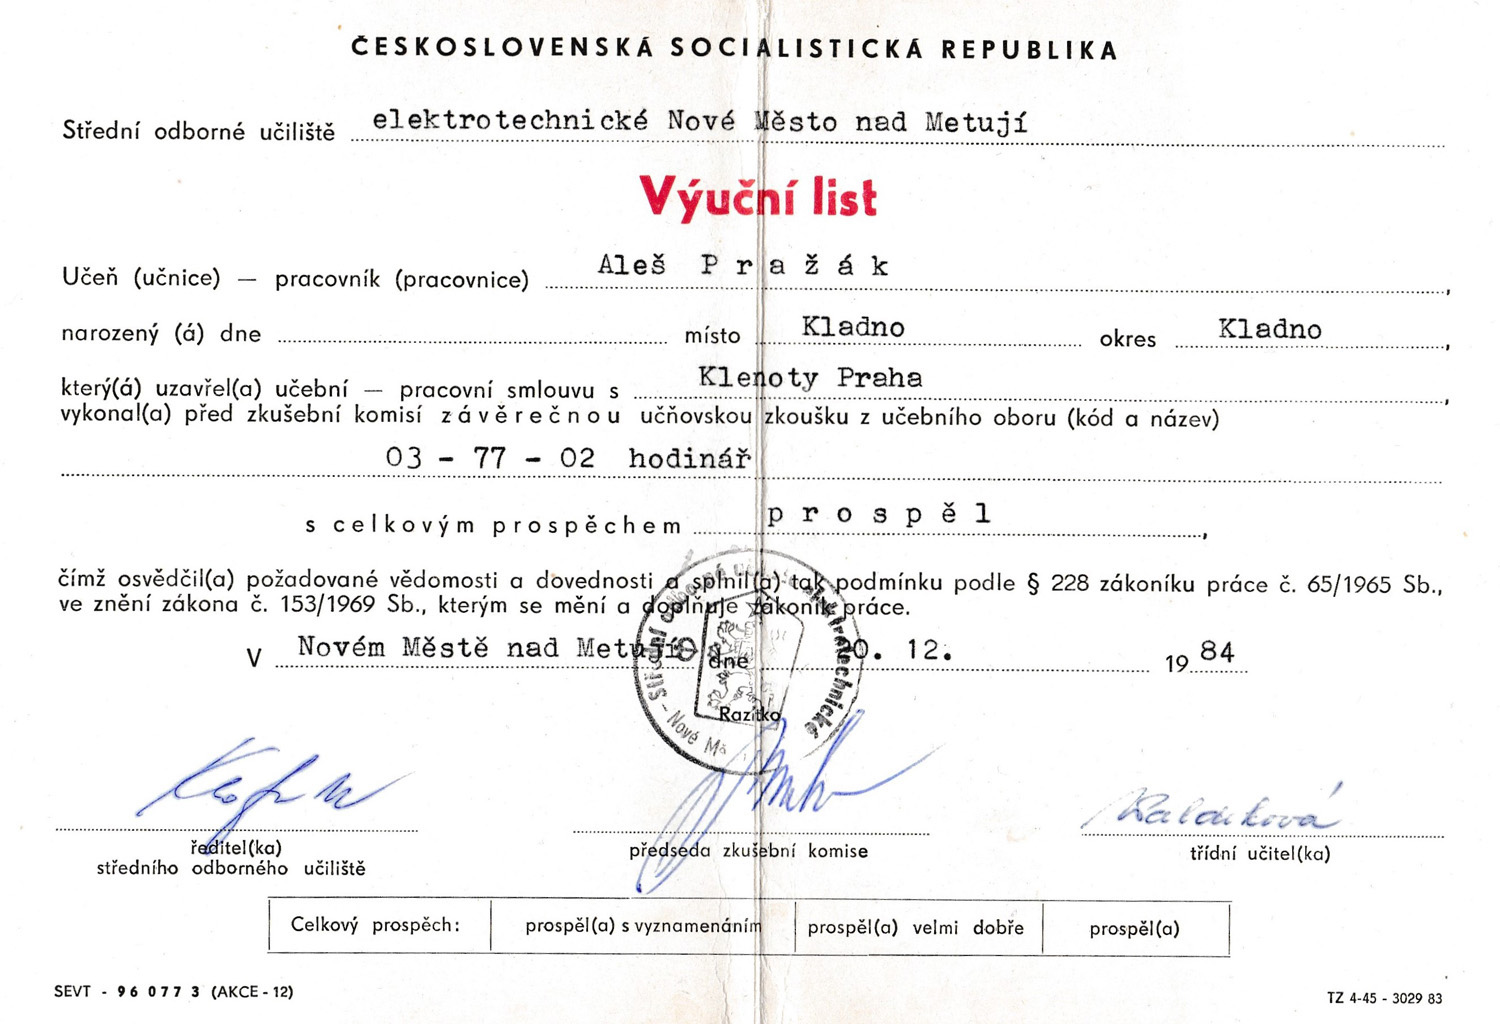 ČESKOSLOVENSKÁ SOCIALISTICKÁ REPUBLIKA
Střední odborné učiliště elektrotechnické Nové Město nad Metují
Výuční list
Učeň (učnice) — pracovník (pracovnice) Aleš Pražák,
narozený (á) dne místo Kladno okres Kladno,
který(á) uzavřel(a) učební — pracovní smlouvu s Klenoty Praha,
vykonal(a) před zkušební komisí závěrečnou učňovskou zkoušku z učebního oboru (kód a název)
03 - 77 - 02 hodinář
s celkovým prospěchem prospěl,
čímž osvědčil(a) požadované vědomosti a dovednosti a splnil(a) tak podmínku podle § 228 zákoníku práce č. 65/1965 Sb.,
ve znění zákona č. 153/1969 Sb., kterým se mění a doplňuje zákoník práce.
V Novém Městě nad Metují dne 20. 12. 1984
Střední odborné učiliště elektrotechnické - Nové Mě
Razítko
ředitel(ka)
středního odborného učiliště
předseda zkušební komise
třídní učitel(ka)
Celkový prospěch: prospěl(a) s vyznamenáním prospěl(a) velmi dobře prospěl(a)
SEVT - 96 077 3 (AKCE - 12)
TZ 4-45 - 3029 83